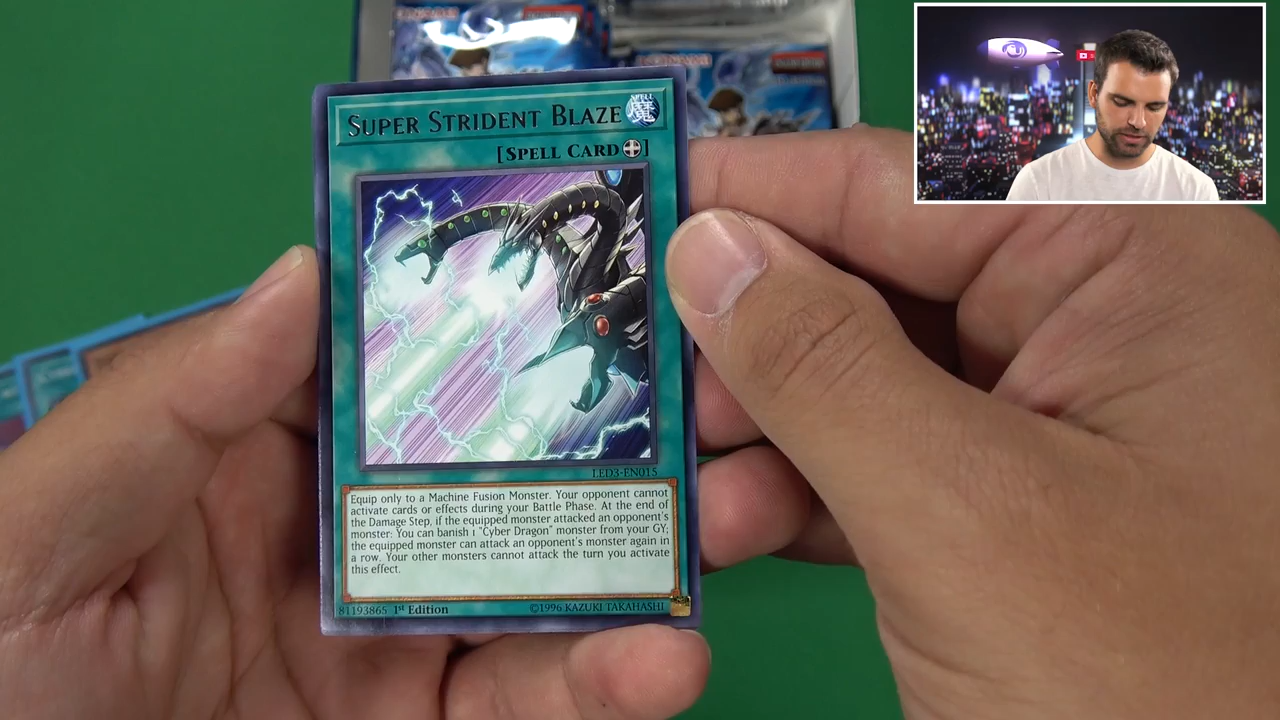 SUPER STRIDENT BLAZE
SPELL
魔
[SPELL CARD]
LED3-EN015
Equip only to a Machine Fusion Monster. Your opponent cannot
activate cards or effects during your Battle Phase. At the end of
the Damage Step, if the equipped monster attacked an opponent's
monster: You can banish 1 "Cyber Dragon" monster from your GY;
the equipped monster can attack an opponent's monster again in
a row. Your other monsters cannot attack the turn you activate
this effect.
81193865 1st Edition
©1996 KAZUKI TAKAHASHI